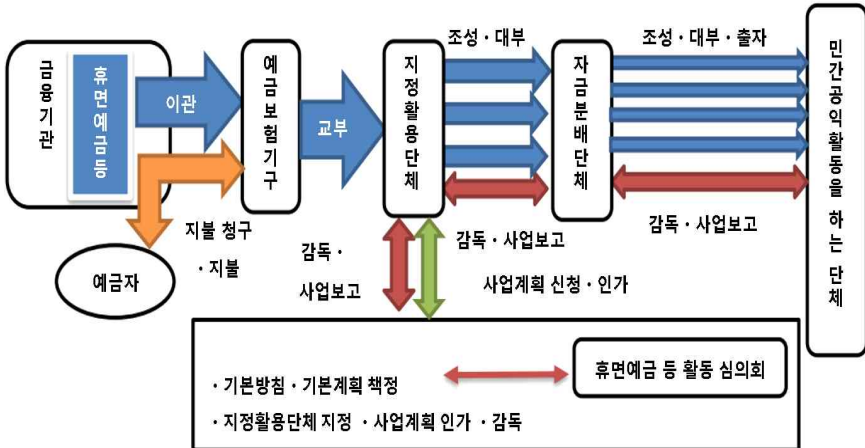 금융기관
휴면예금등
이관
예금보험기구
교부
지정활용단체
조성·대부
자금분배단체
조성·대부·출자
민간공익활동을 하는 단체
지불 청구
·지불
예금자
감독·
사업보고
감독·사업보고
사업계획 신청·인가
감독·사업보고
·기본방침·기본계획 책정
·지정활용단체 지정 ·사업계획 인가 ·감독
휴면예금 등 활동 심의회